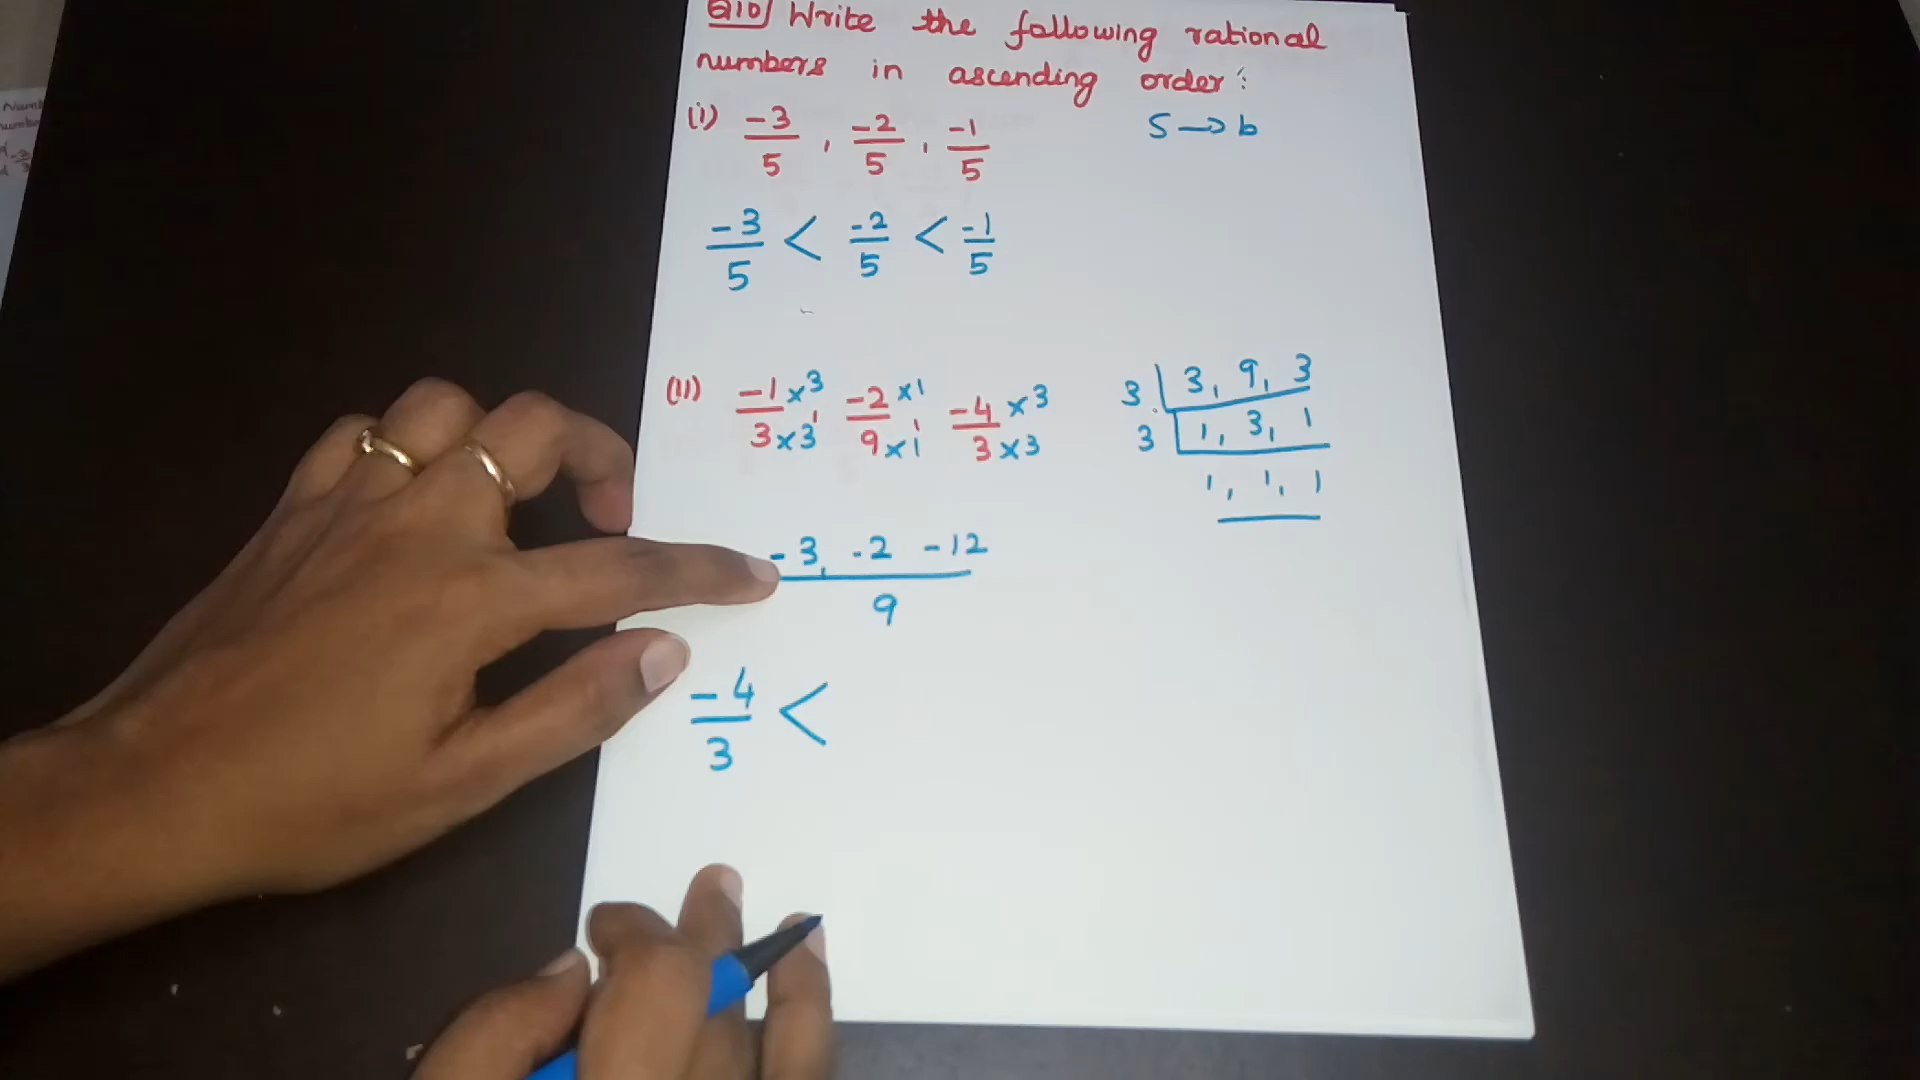 Q10) Write the following rational
numbers in ascending order:
(i) -3/5, -2/5, -1/5
S → b
-3/5 < -2/5 < -1/5
(ii) -1×3/3×3 -2×1/9×1 -4×3/3×3
3 | 3, 9, 3
3 | 1, 3, 1
1, 1, 1
-3, -2 -12
9
-4/3 <